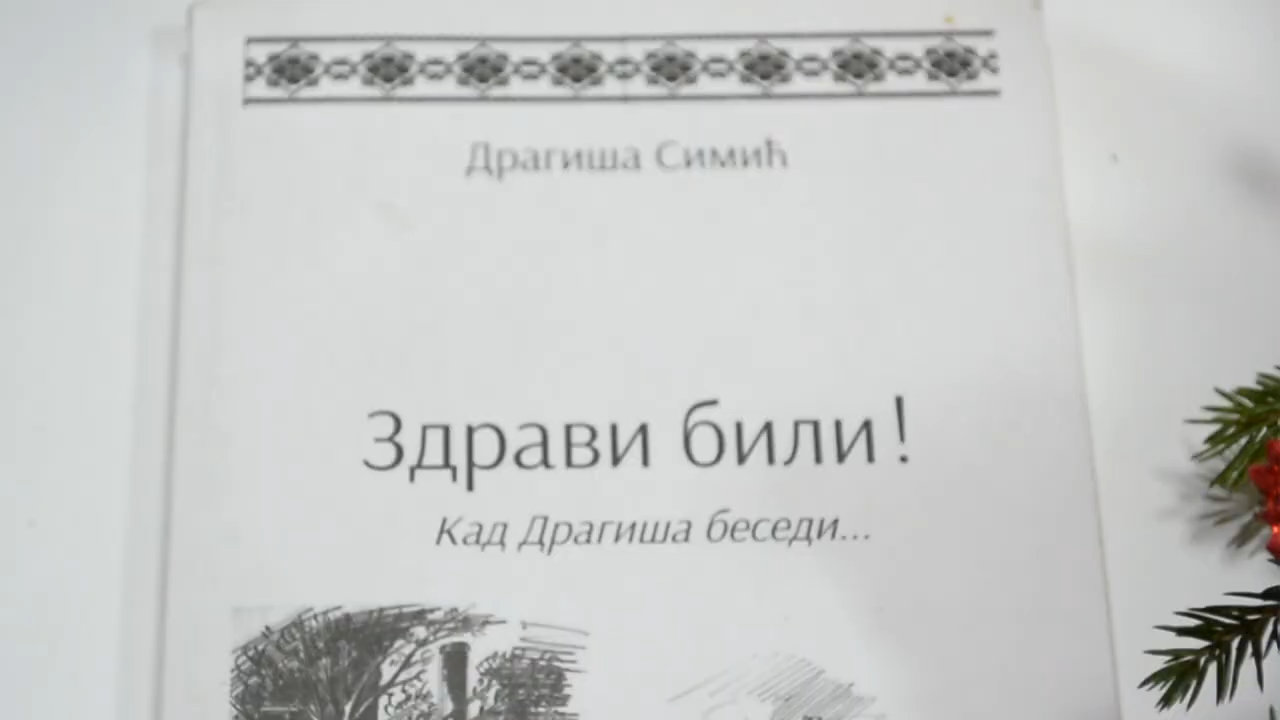 Драгиша Симић
Здрави били!
Кад Драгиша беседи...